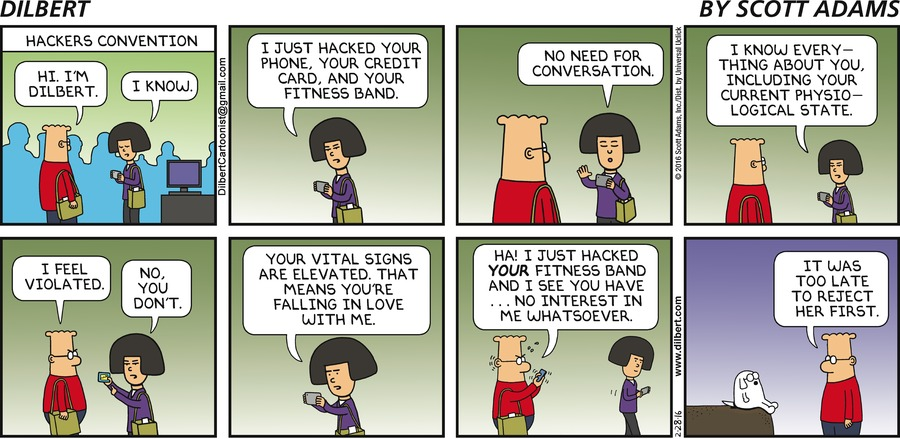 DILBERT
BY SCOTT ADAMS
HACKERS CONVENTION
HI. I'M
DILBERT.
I KNOW.
DilbertCartoonist@gmail.com
I JUST HACKED YOUR
PHONE, YOUR CREDIT
CARD, AND YOUR
FITNESS BAND.
NO NEED FOR
CONVERSATION.
© 2016 Scott Adams, Inc./Dist. by Universal Uclick
I KNOW EVERY–
THING ABOUT YOU,
INCLUDING YOUR
CURRENT PHYSIO–
LOGICAL STATE.
I FEEL
VIOLATED.
NO,
YOU
DON'T.
YOUR VITAL SIGNS
ARE ELEVATED. THAT
MEANS YOU'RE
FALLING IN LOVE
WITH ME.
HA! I JUST HACKED
YOUR FITNESS BAND
AND I SEE YOU HAVE
...NO INTEREST IN
ME WHATSOEVER.
www.dilbert.com
2-28-16
IT WAS
TOO LATE
TO REJECT
HER FIRST.